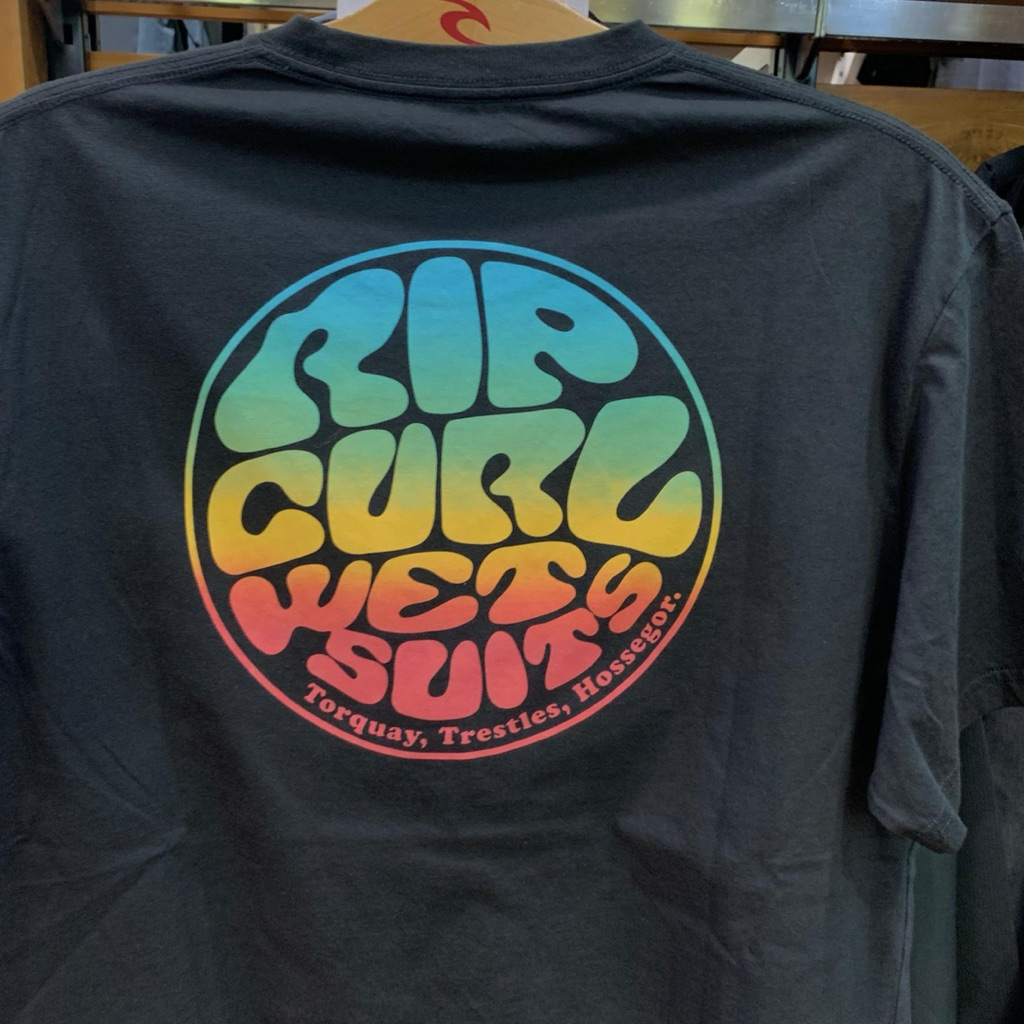 RIP
CURL
WETS
SUITS
Torquay, Trestles, Hossegor.